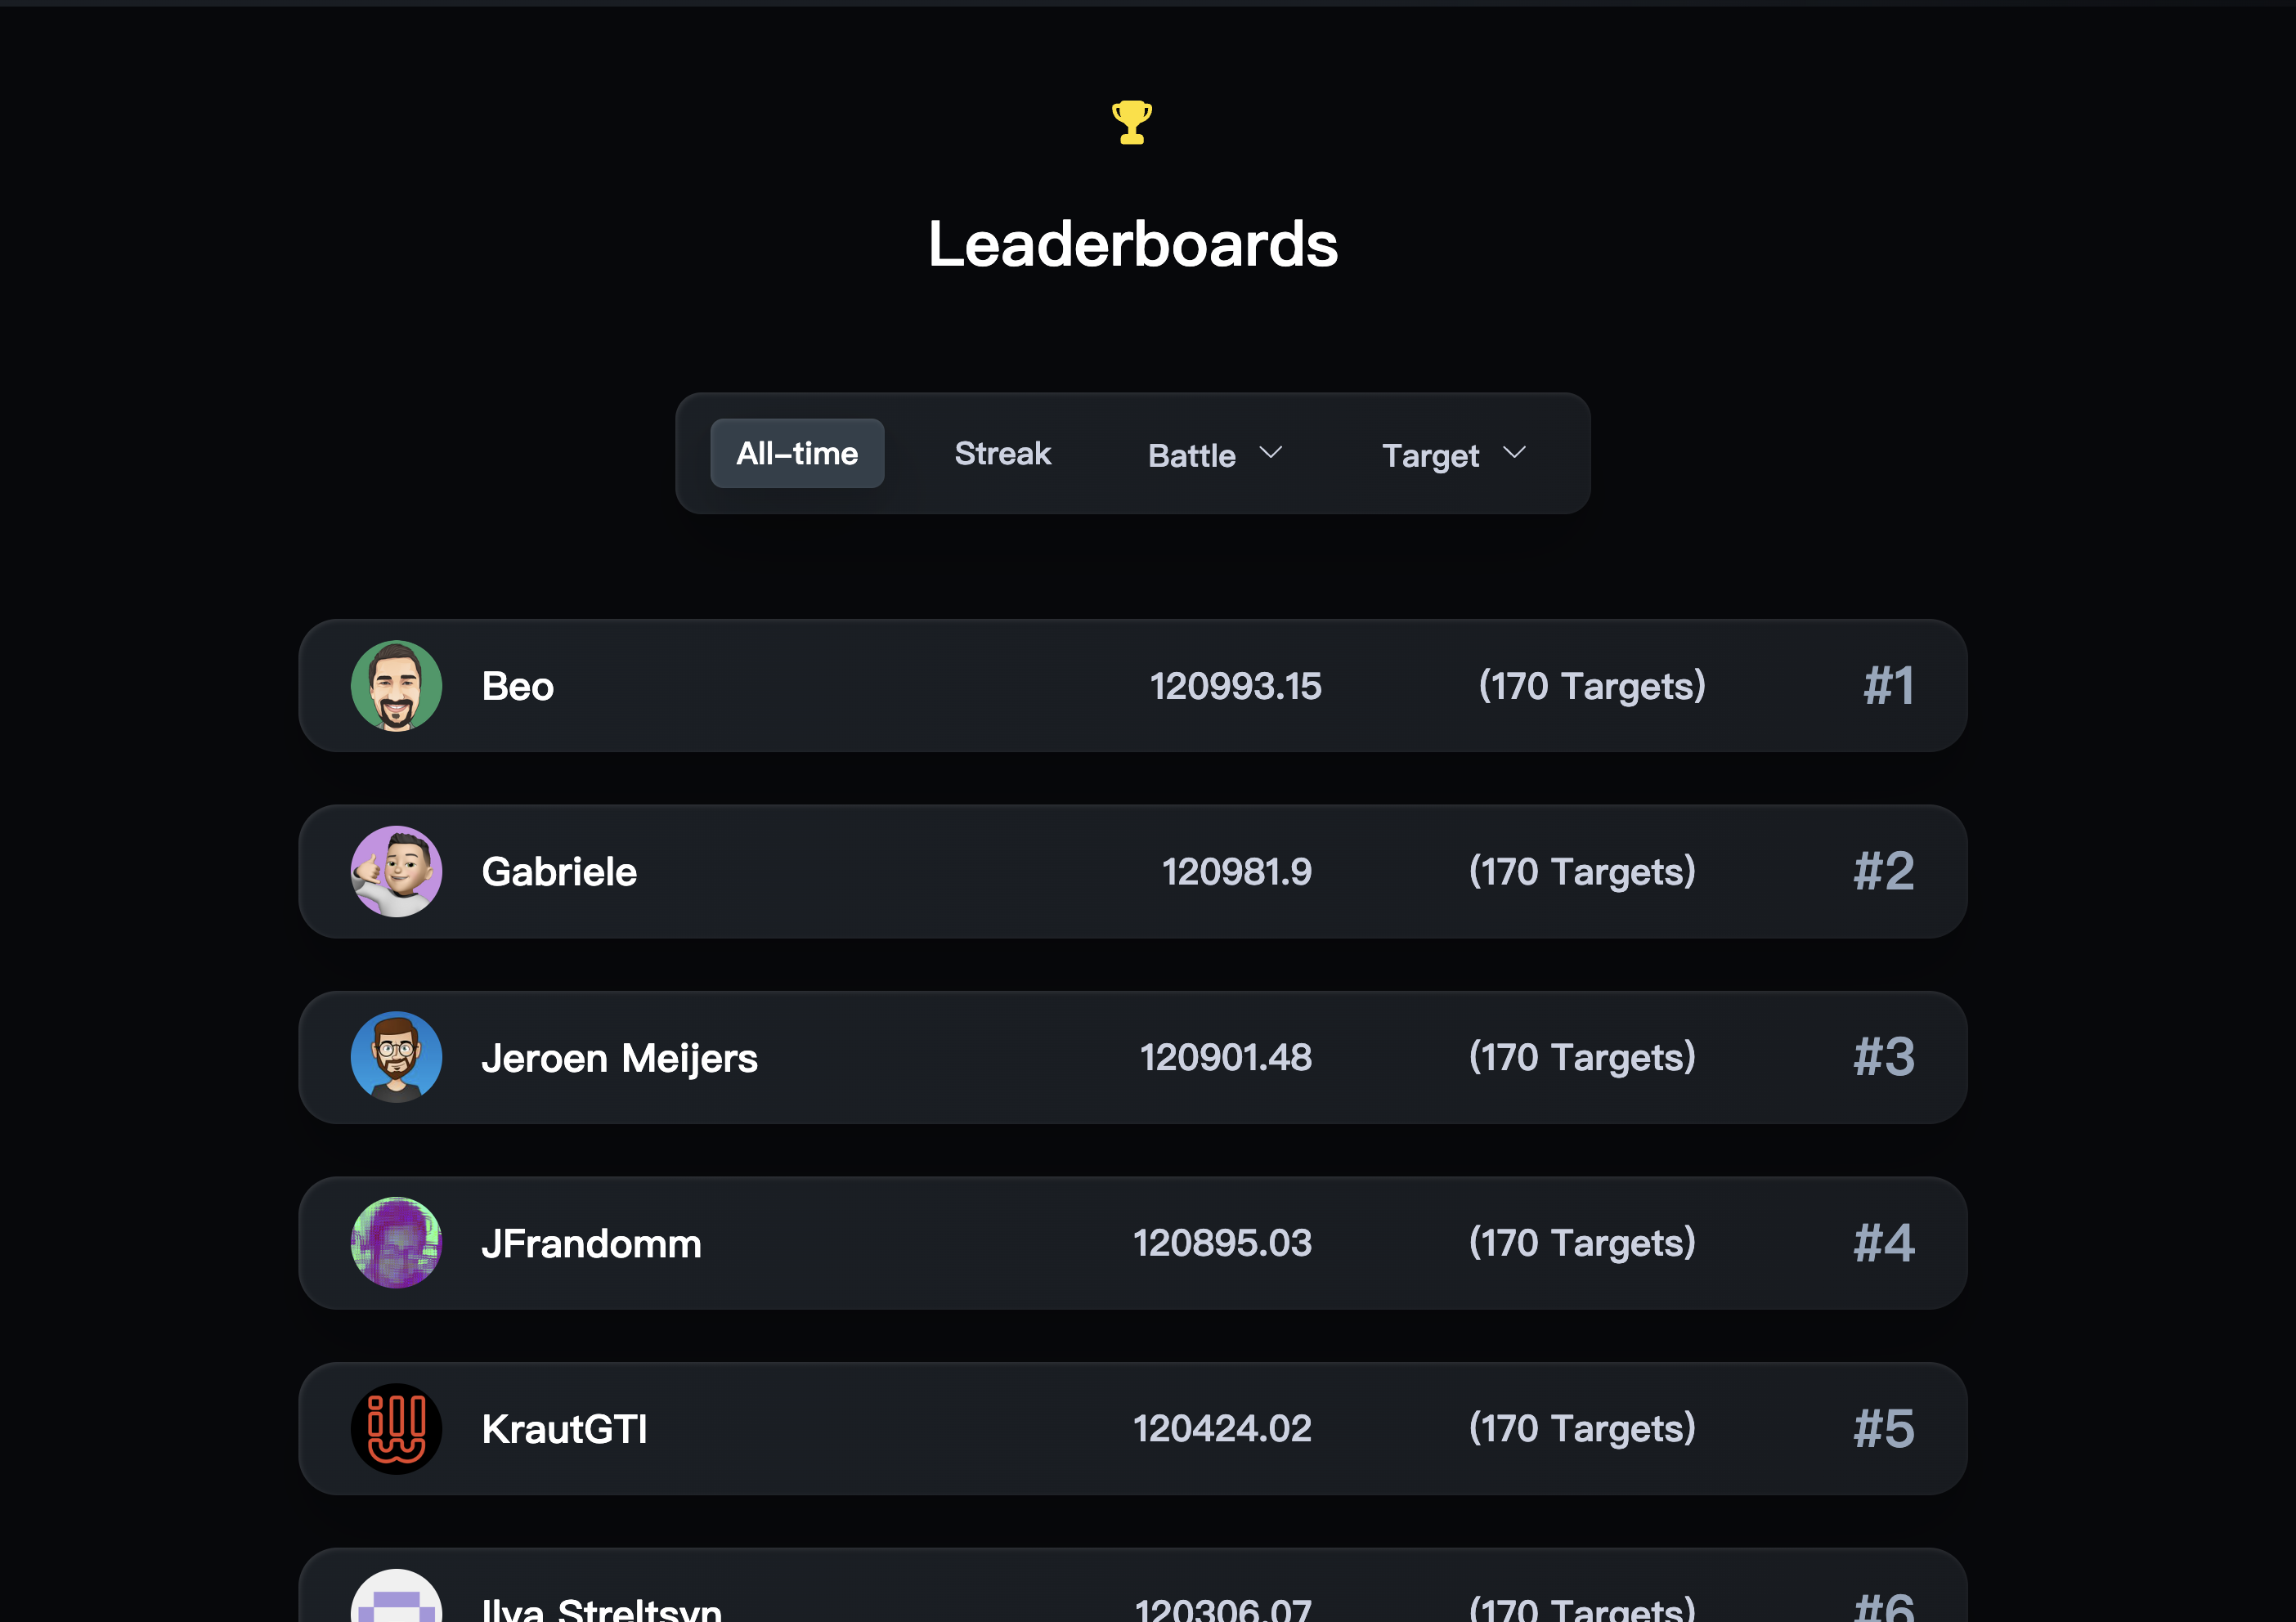 Leaderboards
All-time Streak Battle Target
Beo 120993.15 (170 Targets) #1
Gabriele 120981.9 (170 Targets) #2
Jeroen Meijers 120901.48 (170 Targets) #3
JFrandomm 120895.03 (170 Targets) #4
KrautGTI 120424.02 (170 Targets) #5
Ilya Streltsyn 120306.07 (170 Targets) #6